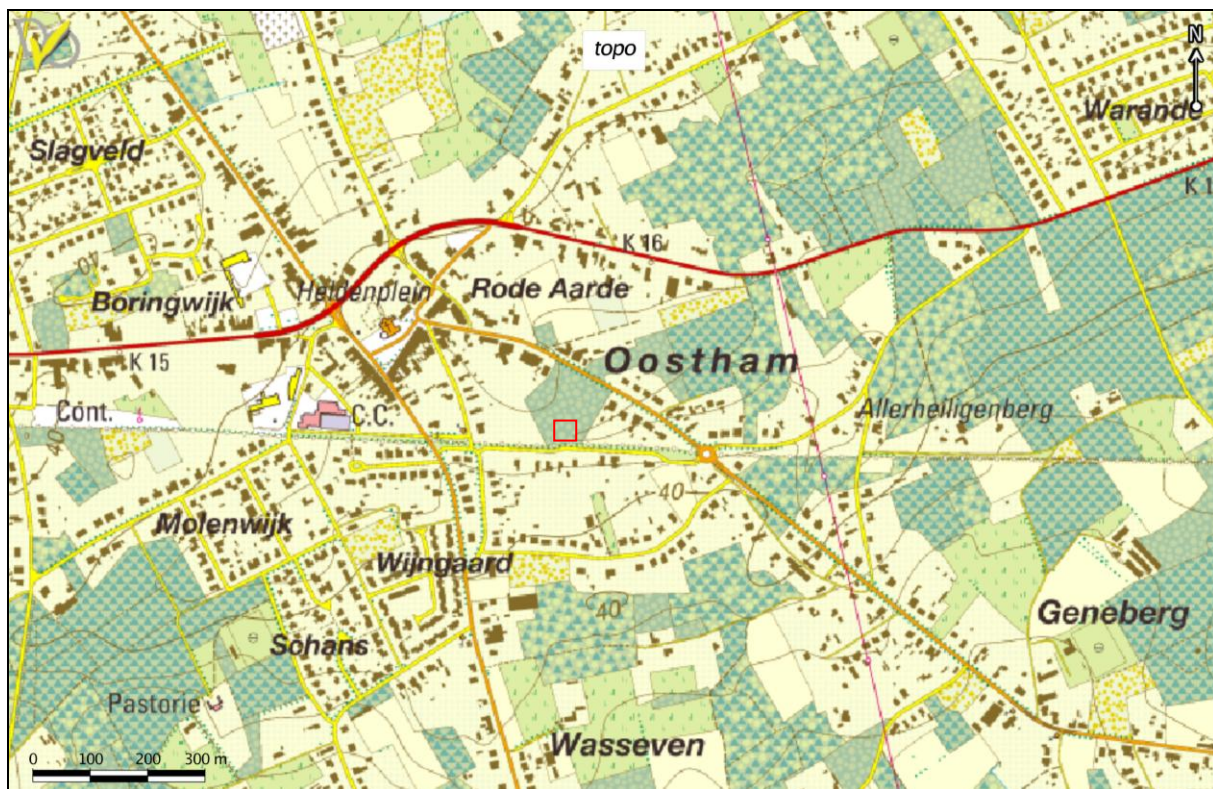 topo
N
Warande
Slagveld
K 1
K 16
Boringwijk
Heldenplein
Rode Aarde
K 15
Oostham
Cont.
C.C.
Allerheiligenberg
40
40
40
40
Molenwijk
Wijngaard
Geneberg
Schans
Pastorie
Wasseven
0 100 200 300 m